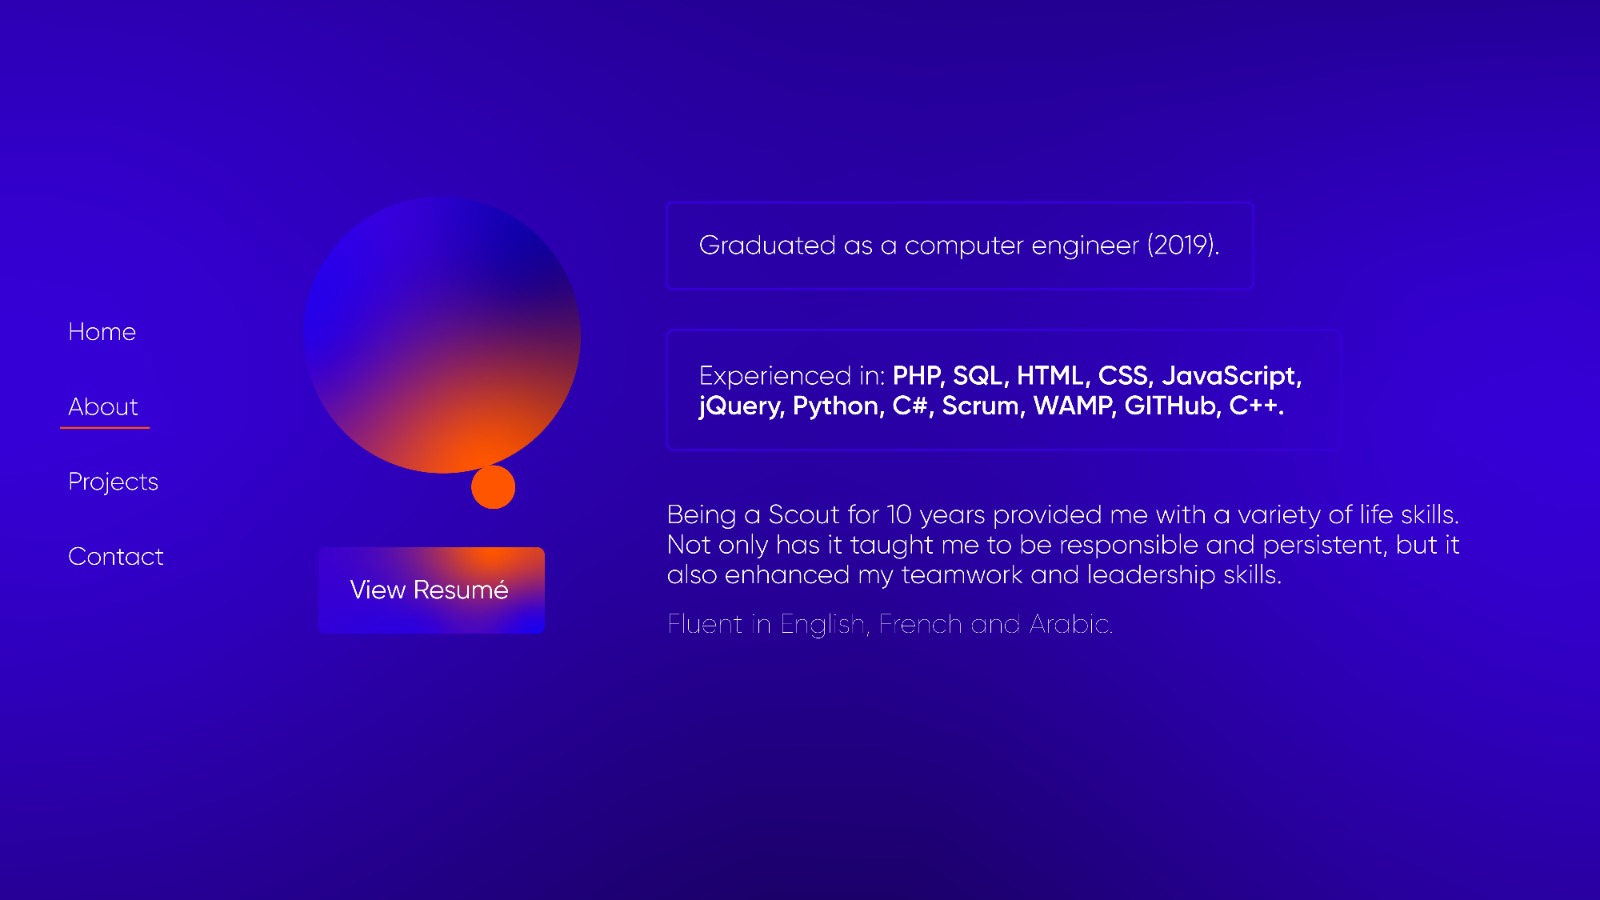 Home
About
Projects
Contact
View Resumé
Graduated as a computer engineer (2019).
Experienced in: PHP, SQL, HTML, CSS, JavaScript,
jQuery, Python, C#, Scrum, WAMP, GITHub, C++.
Being a Scout for 10 years provided me with a variety of life skills.
Not only has it taught me to be responsible and persistent, but it
also enhanced my teamwork and leadership skills.
Fluent in English, French and Arabic.